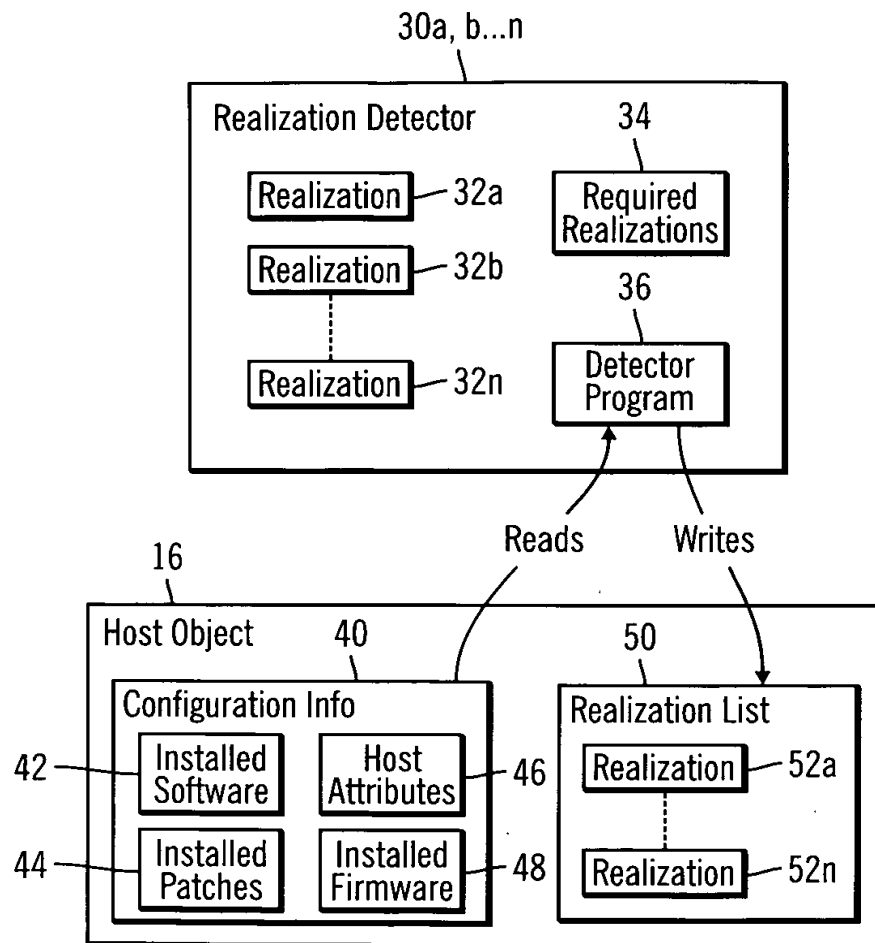 30a, b...n
Realization Detector
34
Realization
32a
Required
Realizations
Realization
32b
36
Realization
32n
Detector
Program
Reads
Writes
16
Host Object
40
50
Configuration Info
Realization List
42
Installed
Software
Host
Attributes
46
Realization
52a
44
Installed
Patches
Installed
Firmware
48
Realization
52n